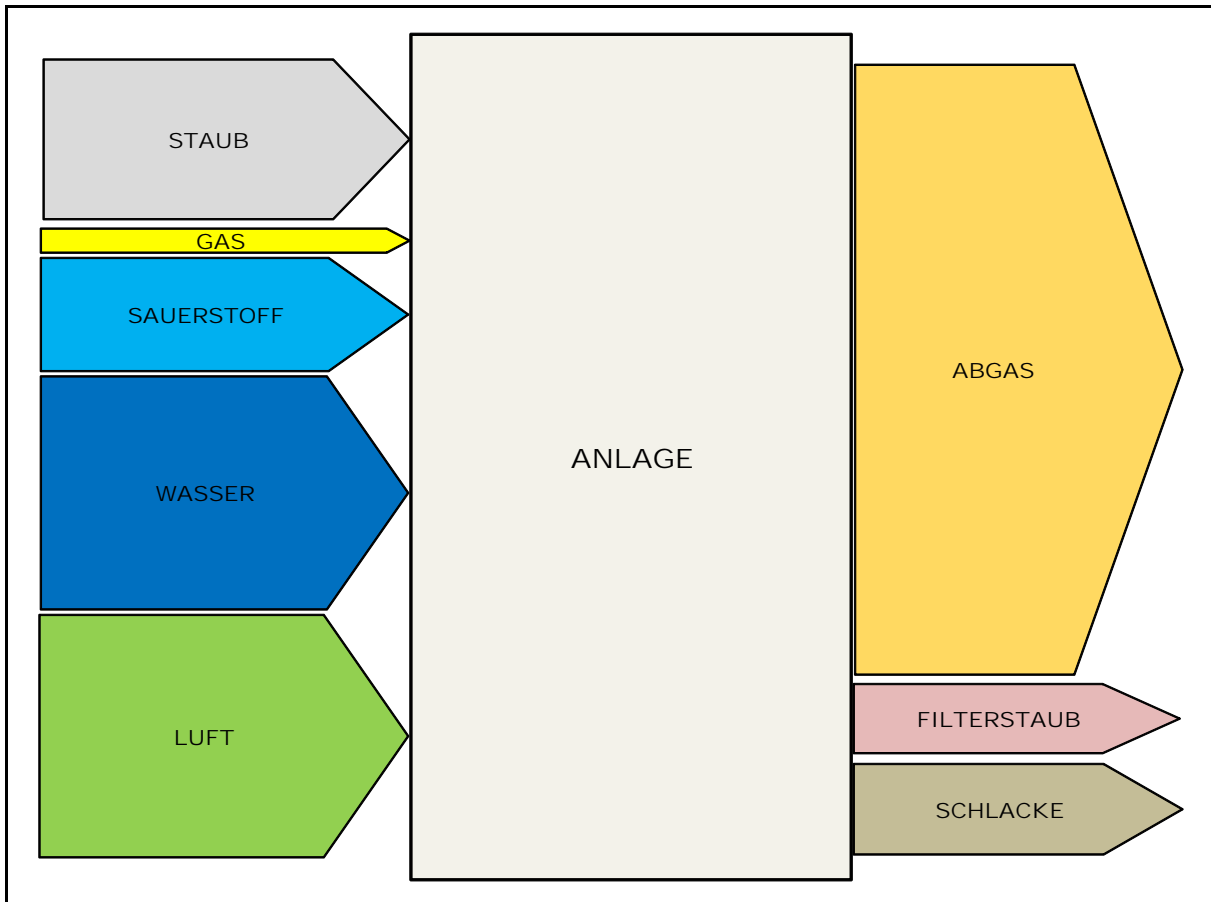 STAUB
GAS
SAUERSTOFF
WASSER
LUFT
ANLAGE
ABGAS
FILTERSTAUB
SCHLACKE